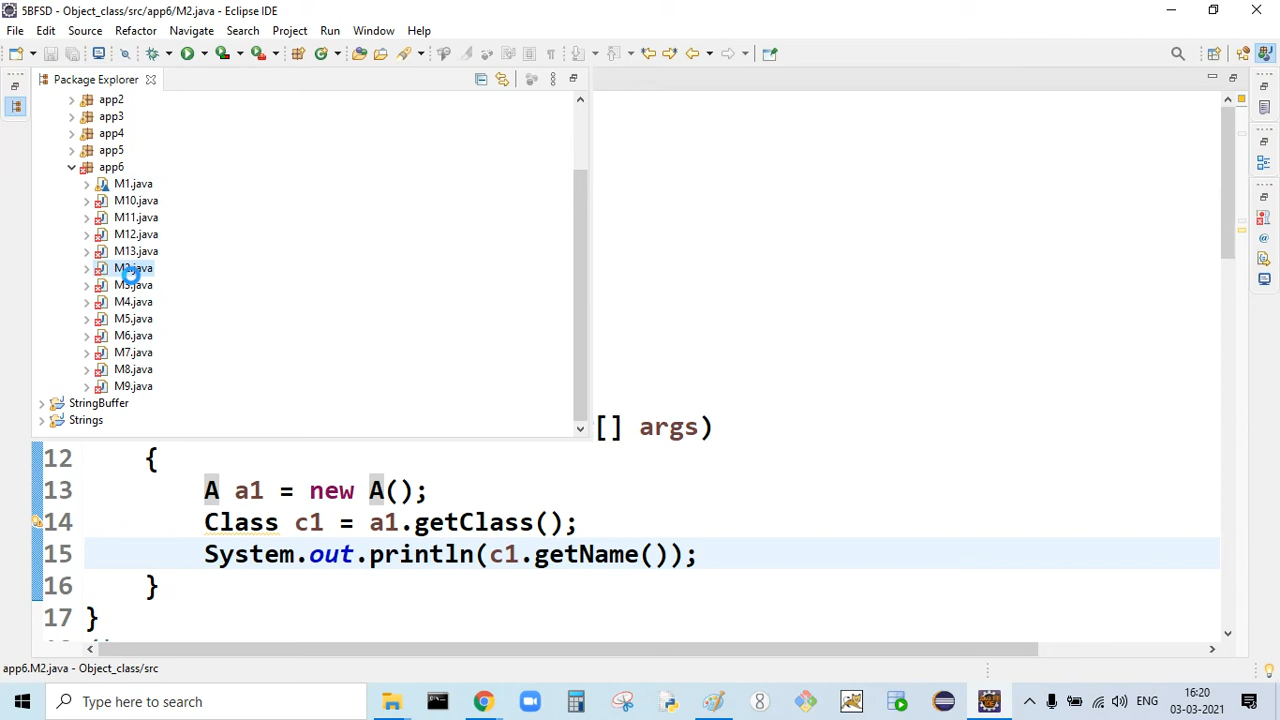 5BFSD - Object_class/src/app6/M2.java - Eclipse IDE
File Edit Source Refactor Navigate Search Project Run Window Help
Package Explorer
app2
app3
app4
app5
app6
M1.java
M10.java
M11.java
M12.java
M13.java
M2.java
M3.java
M4.java
M5.java
M6.java
M7.java
M8.java
M9.java
StringBuffer
Strings
[] args)
12 {
13 A a1 = new A();
14 Class c1 = a1.getClass();
15 System.out.println(c1.getName());
16 }
17 }
app6.M2.java - Object_class/src
Type here to search
ENG
6:20
03-03-2021